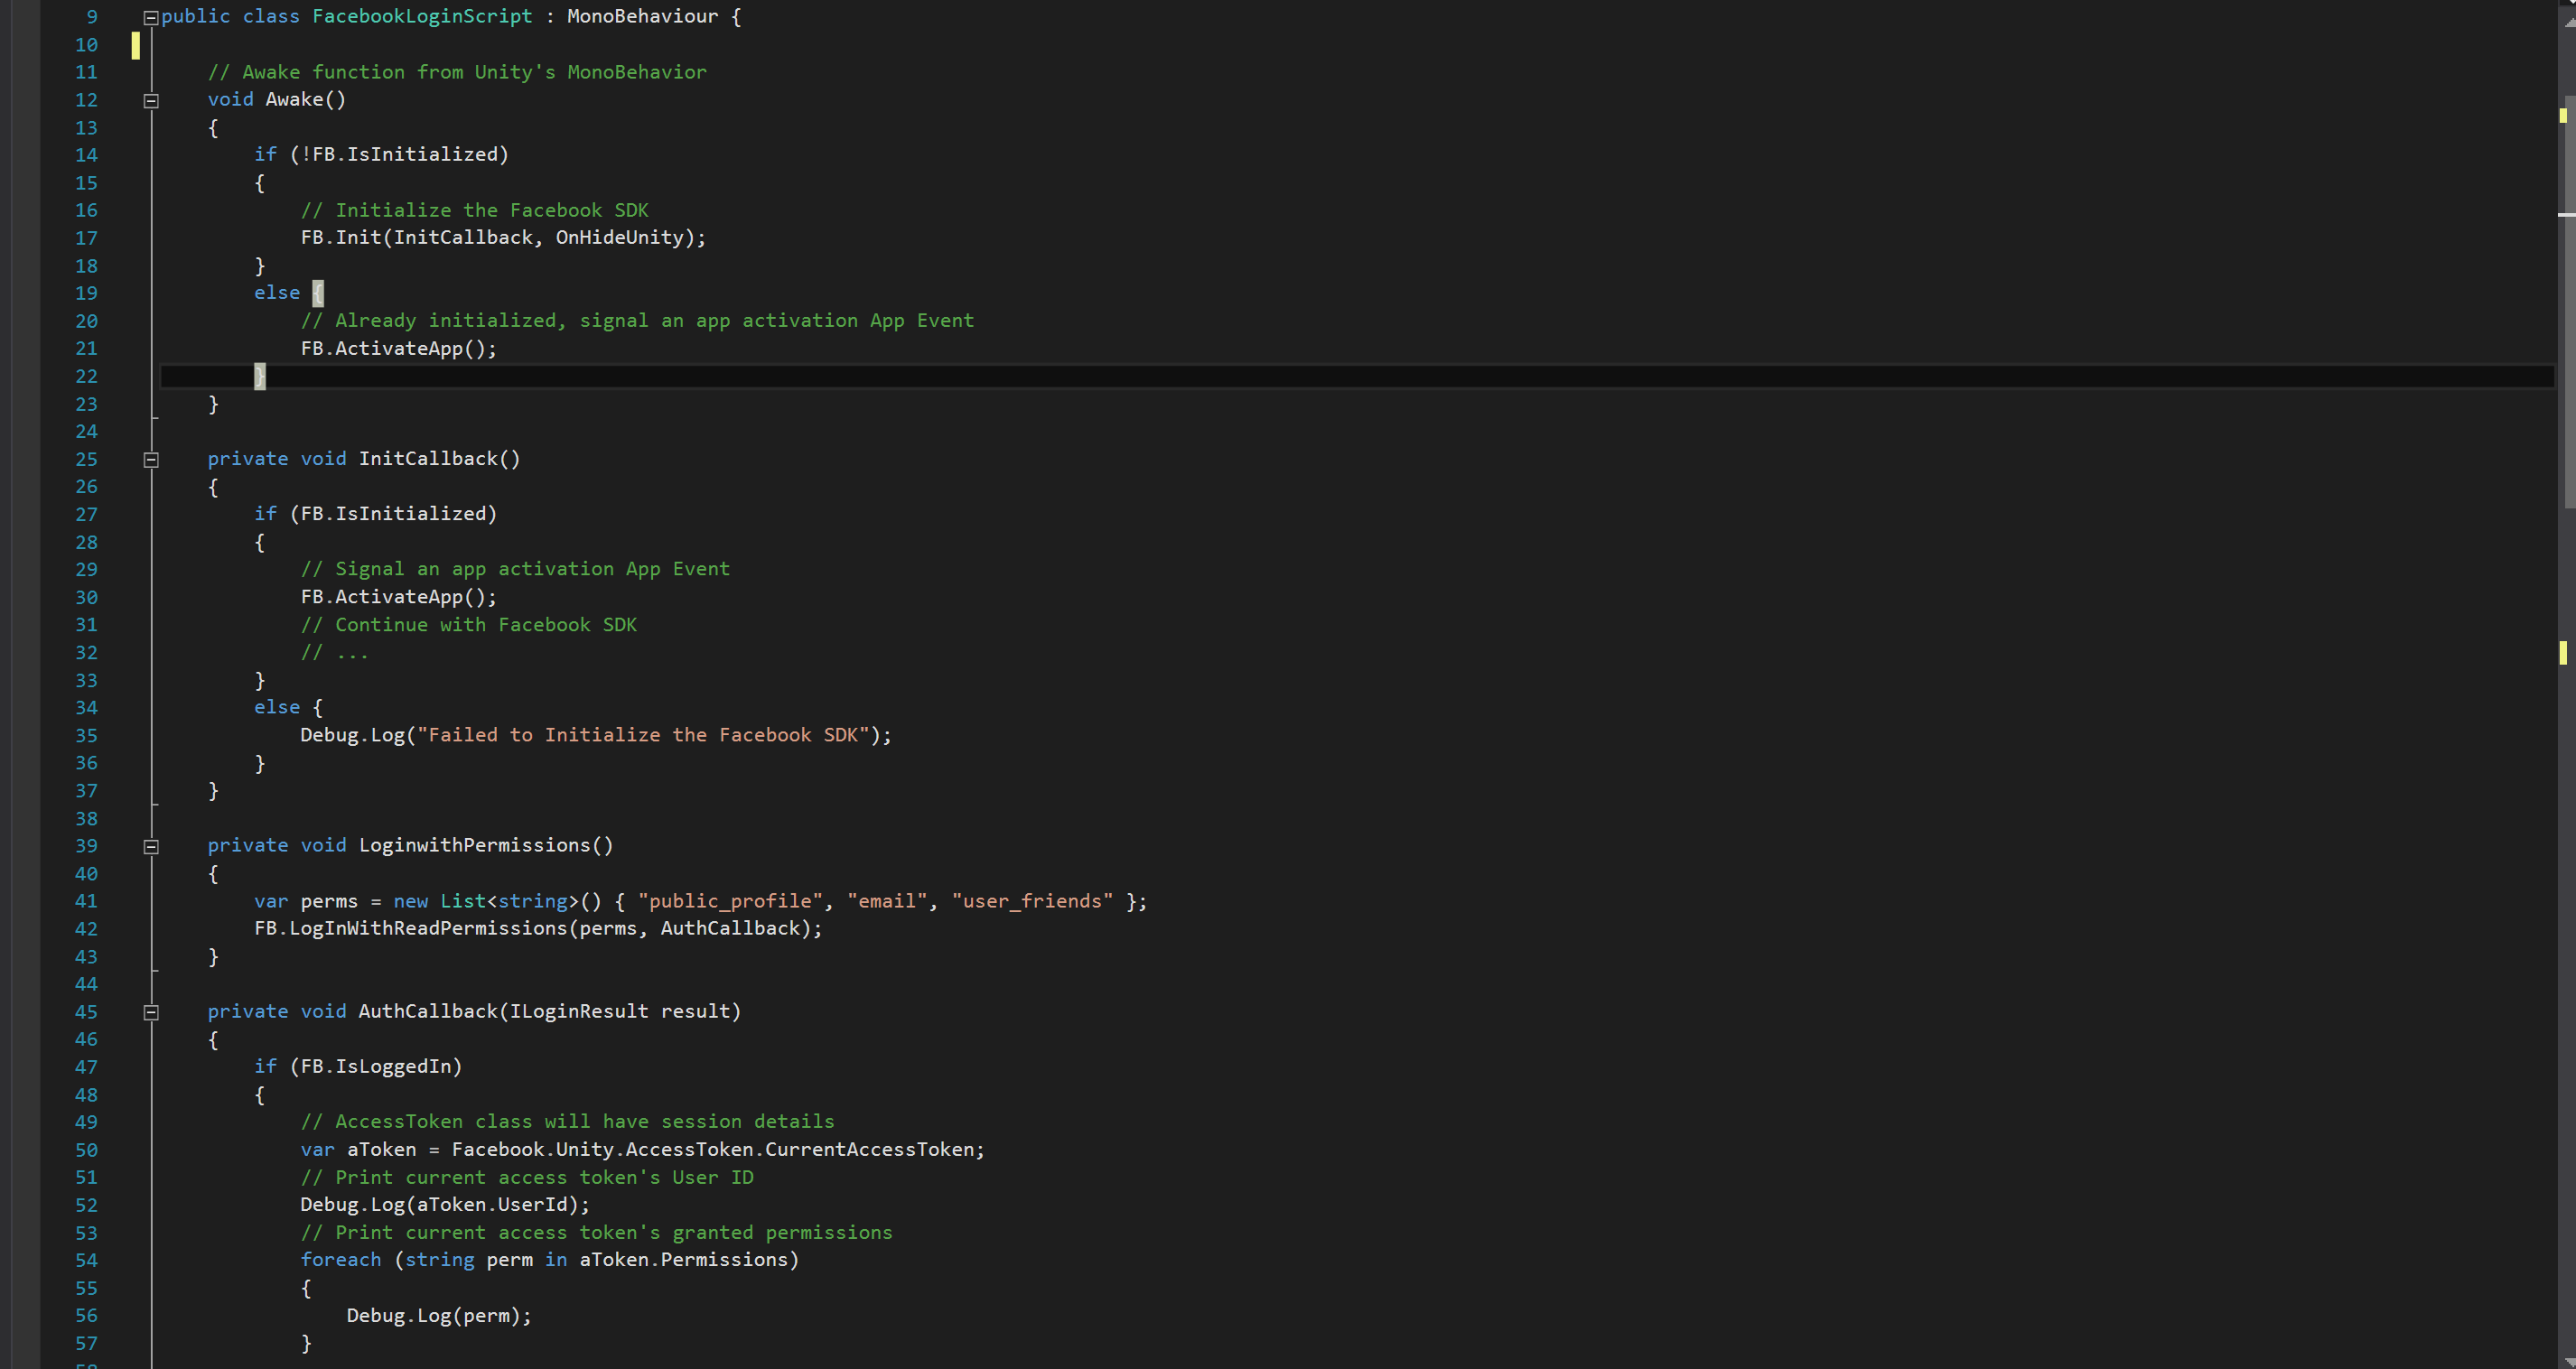 9 public class FacebookLoginScript : MonoBehaviour {
10
11 // Awake function from Unity's MonoBehavior
12 void Awake()
13 {
14 if (!FB.IsInitialized)
15 {
16 // Initialize the Facebook SDK
17 FB.Init(InitCallback, OnHideUnity);
18 }
19 else {
20 // Already initialized, signal an app activation App Event
21 FB.ActivateApp();
22 }
23 }
24
25 private void InitCallback()
26 {
27 if (FB.IsInitialized)
28 {
29 // Signal an app activation App Event
30 FB.ActivateApp();
31 // Continue with Facebook SDK
32 // ...
33 }
34 else {
35 Debug.Log("Failed to Initialize the Facebook SDK");
36 }
37 }
38
39 private void LoginwithPermissions()
40 {
41 var perms = new List<string>() { "public_profile", "email", "user_friends" };
42 FB.LogInWithReadPermissions(perms, AuthCallback);
43 }
44
45 private void AuthCallback(ILoginResult result)
46 {
47 if (FB.IsLoggedIn)
48 {
49 // AccessToken class will have session details
50 var aToken = Facebook.Unity.AccessToken.CurrentAccessToken;
51 // Print current access token's User ID
52 Debug.Log(aToken.UserId);
53 // Print current access token's granted permissions
54 foreach (string perm in aToken.Permissions)
55 {
56 Debug.Log(perm);
57 }